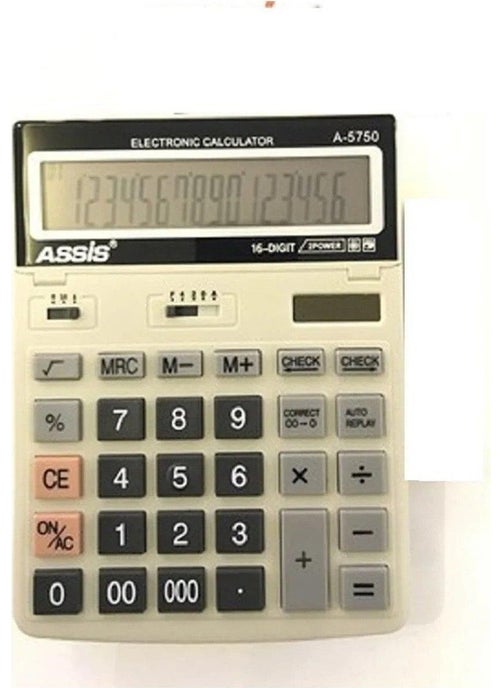 ELECTRONIC CALCULATOR A-5750
1234567890123456
ASSIS®
16-DIGIT 2POWER
√ MRC M− M+ CHECK CHECK
% 7 8 9 CORRECT 00→0 AUTO REPLAY
CE 4 5 6 × ÷
ON/AC 1 2 3 + −
0 00 000 · =